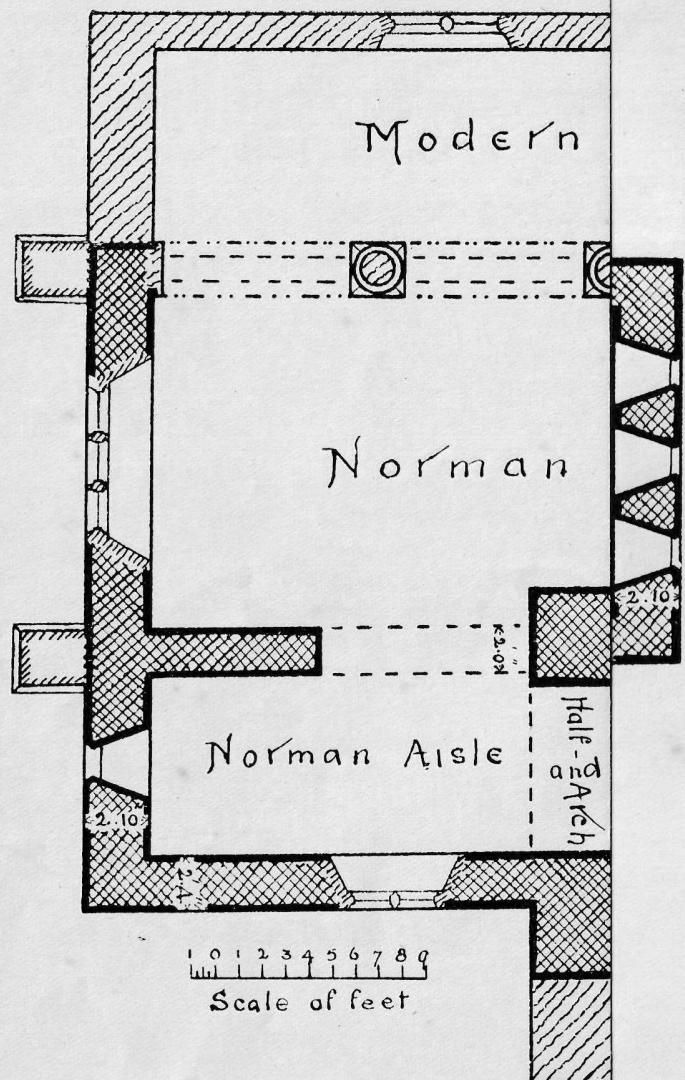 Modern
Norman
2.0
2.10
Norman Aisle
Half-
and
Arch
2.10
2.4
1 0 1 2 3 4 5 6 7 8 9
Scale of feet